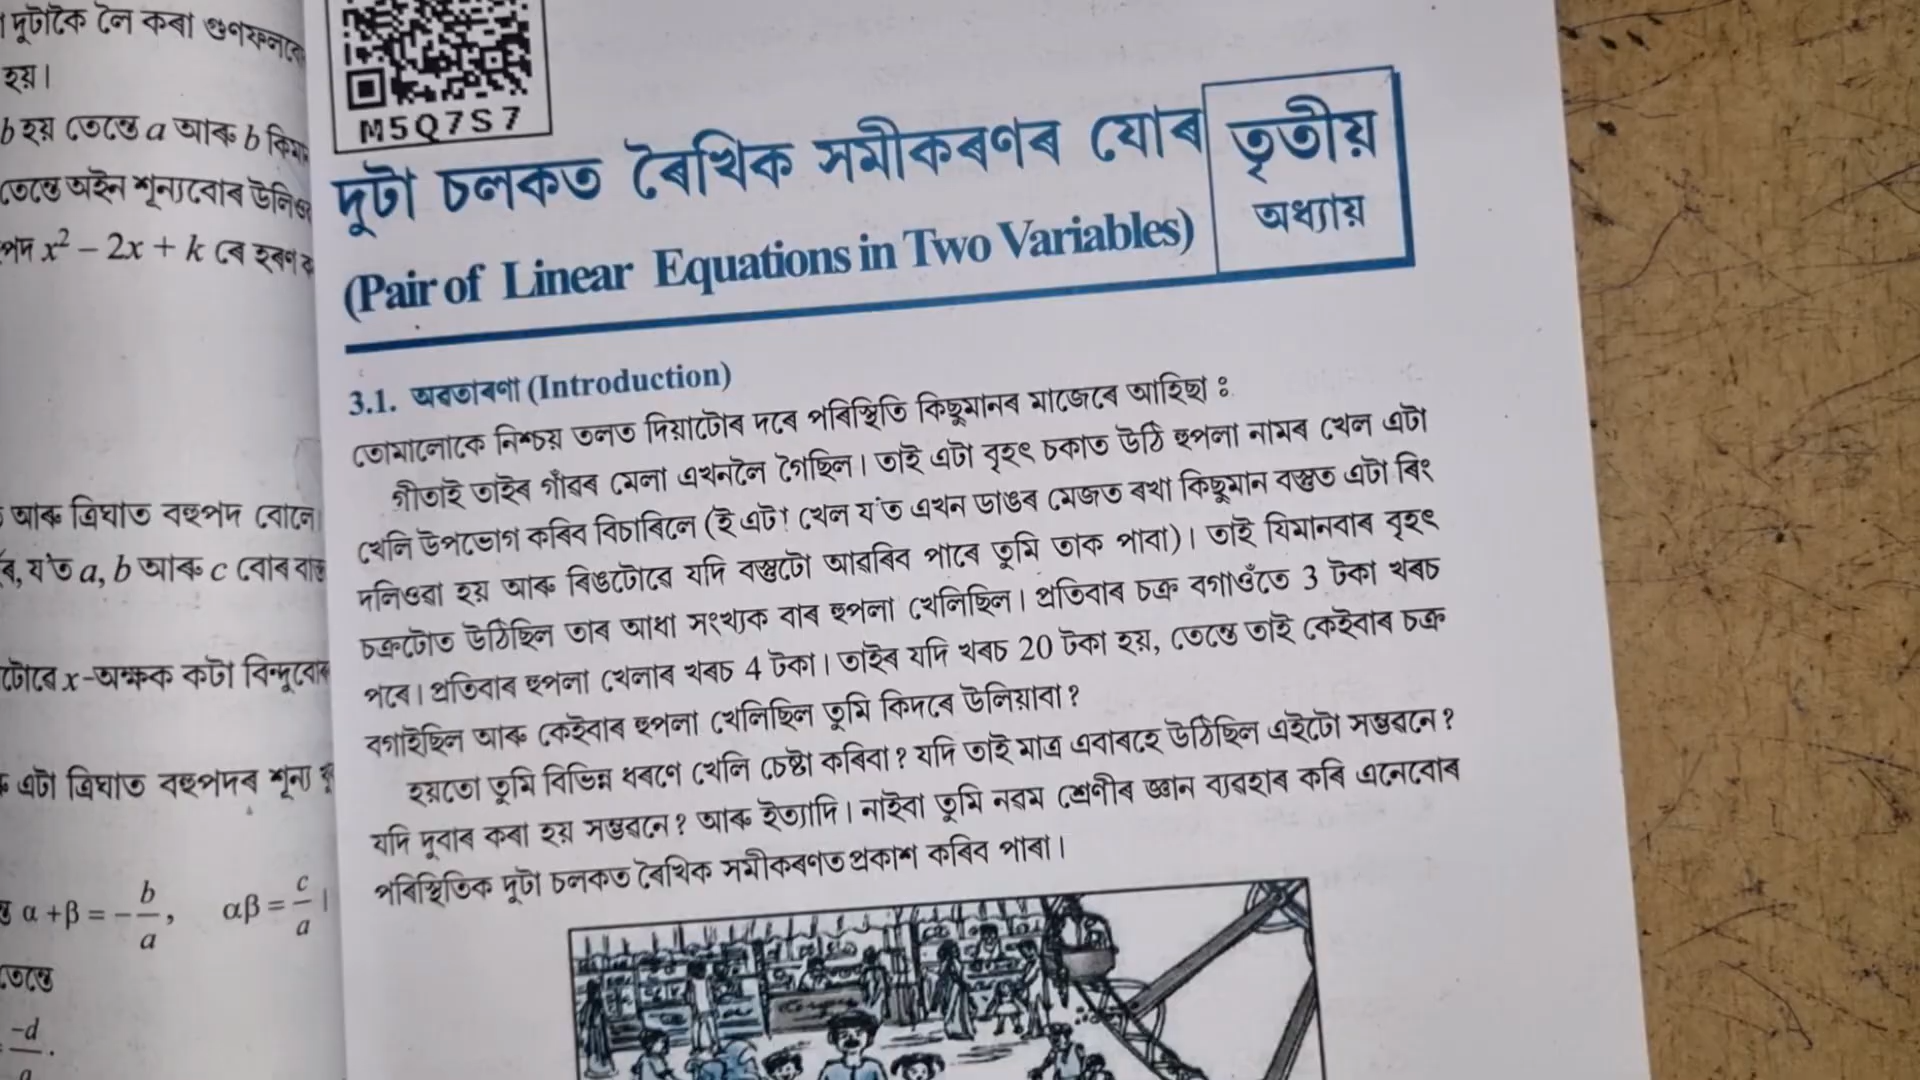 দুটাকৈ লৈ কৰা
হয়।
b হয় তেন্তে a আৰু b
তেন্তে অইন শূন্যবোৰ
x² – 2x + k ৰে হৰণ
আৰু ত্ৰিঘাত বহুপদ বোলে
য'ত a, b আৰু c বোৰ
x-অক্ষক কটা বিন্দুবোৰ
এটা ত্ৰিঘাত বহুপদৰ শূন্য
α + β = – b/a, αβ = c/a ।
তেন্তে
–d
M5Q7S7
দুটা চলকত ৰৈখিক সমীকৰণৰ যোৰ
তৃতীয়
অধ্যায়
(Pair of Linear Equations in Two Variables)
3.1. অৱতাৰণা (Introduction)
তোমালোকে নিশ্চয় তলত দিয়াটোৰ দৰে পৰিস্থিতি কিছুমানৰ মাজেৰে আহিছা ঃ
গীতাই তাইৰ গাঁৱৰ মেলা এখনলৈ গৈছিল। তাই এটা বৃহৎ চকাত উঠি হুপলা নামৰ খেল এটা
খেলি উপভোগ কৰিব বিচাৰিলে (ই এটা খেল য'ত এখন ডাঙৰ মেজত ৰখা কিছুমান বস্তুত এটা ৰিং
দলিওৱা হয় আৰু ৰিঙটোৱে যদি বস্তুটো আৱৰিব পাৰে তুমি তাক পাবা)। তাই যিমানবাৰ বৃহৎ
চক্ৰটোত উঠিছিল তাৰ আধা সংখ্যক বাৰ হুপলা খেলিছিল। প্ৰতিবাৰ চক্ৰ বগাওঁতে 3 টকা খৰচ
পৰে। প্ৰতিবাৰ হুপলা খেলাৰ খৰচ 4 টকা। তাইৰ যদি খৰচ 20 টকা হয়, তেন্তে তাই কেইবাৰ চক্ৰ
বগাইছিল আৰু কেইবাৰ হুপলা খেলিছিল তুমি কিদৰে উলিয়াবা?
হয়তো তুমি বিভিন্ন ধৰণে খেলি চেষ্টা কৰিবা? যদি তাই মাত্ৰ এবাৰহে উঠিছিল এইটো সম্ভৱনে?
যদি দুবাৰ কৰা হয় সম্ভৱনে? আৰু ইত্যাদি। নাইবা তুমি নৱম শ্ৰেণীৰ জ্ঞান ব্যৱহাৰ কৰি এনেবোৰ
পৰিস্থিতিক দুটা চলকত ৰৈখিক সমীকৰণত প্ৰকাশ কৰিব পাৰা।